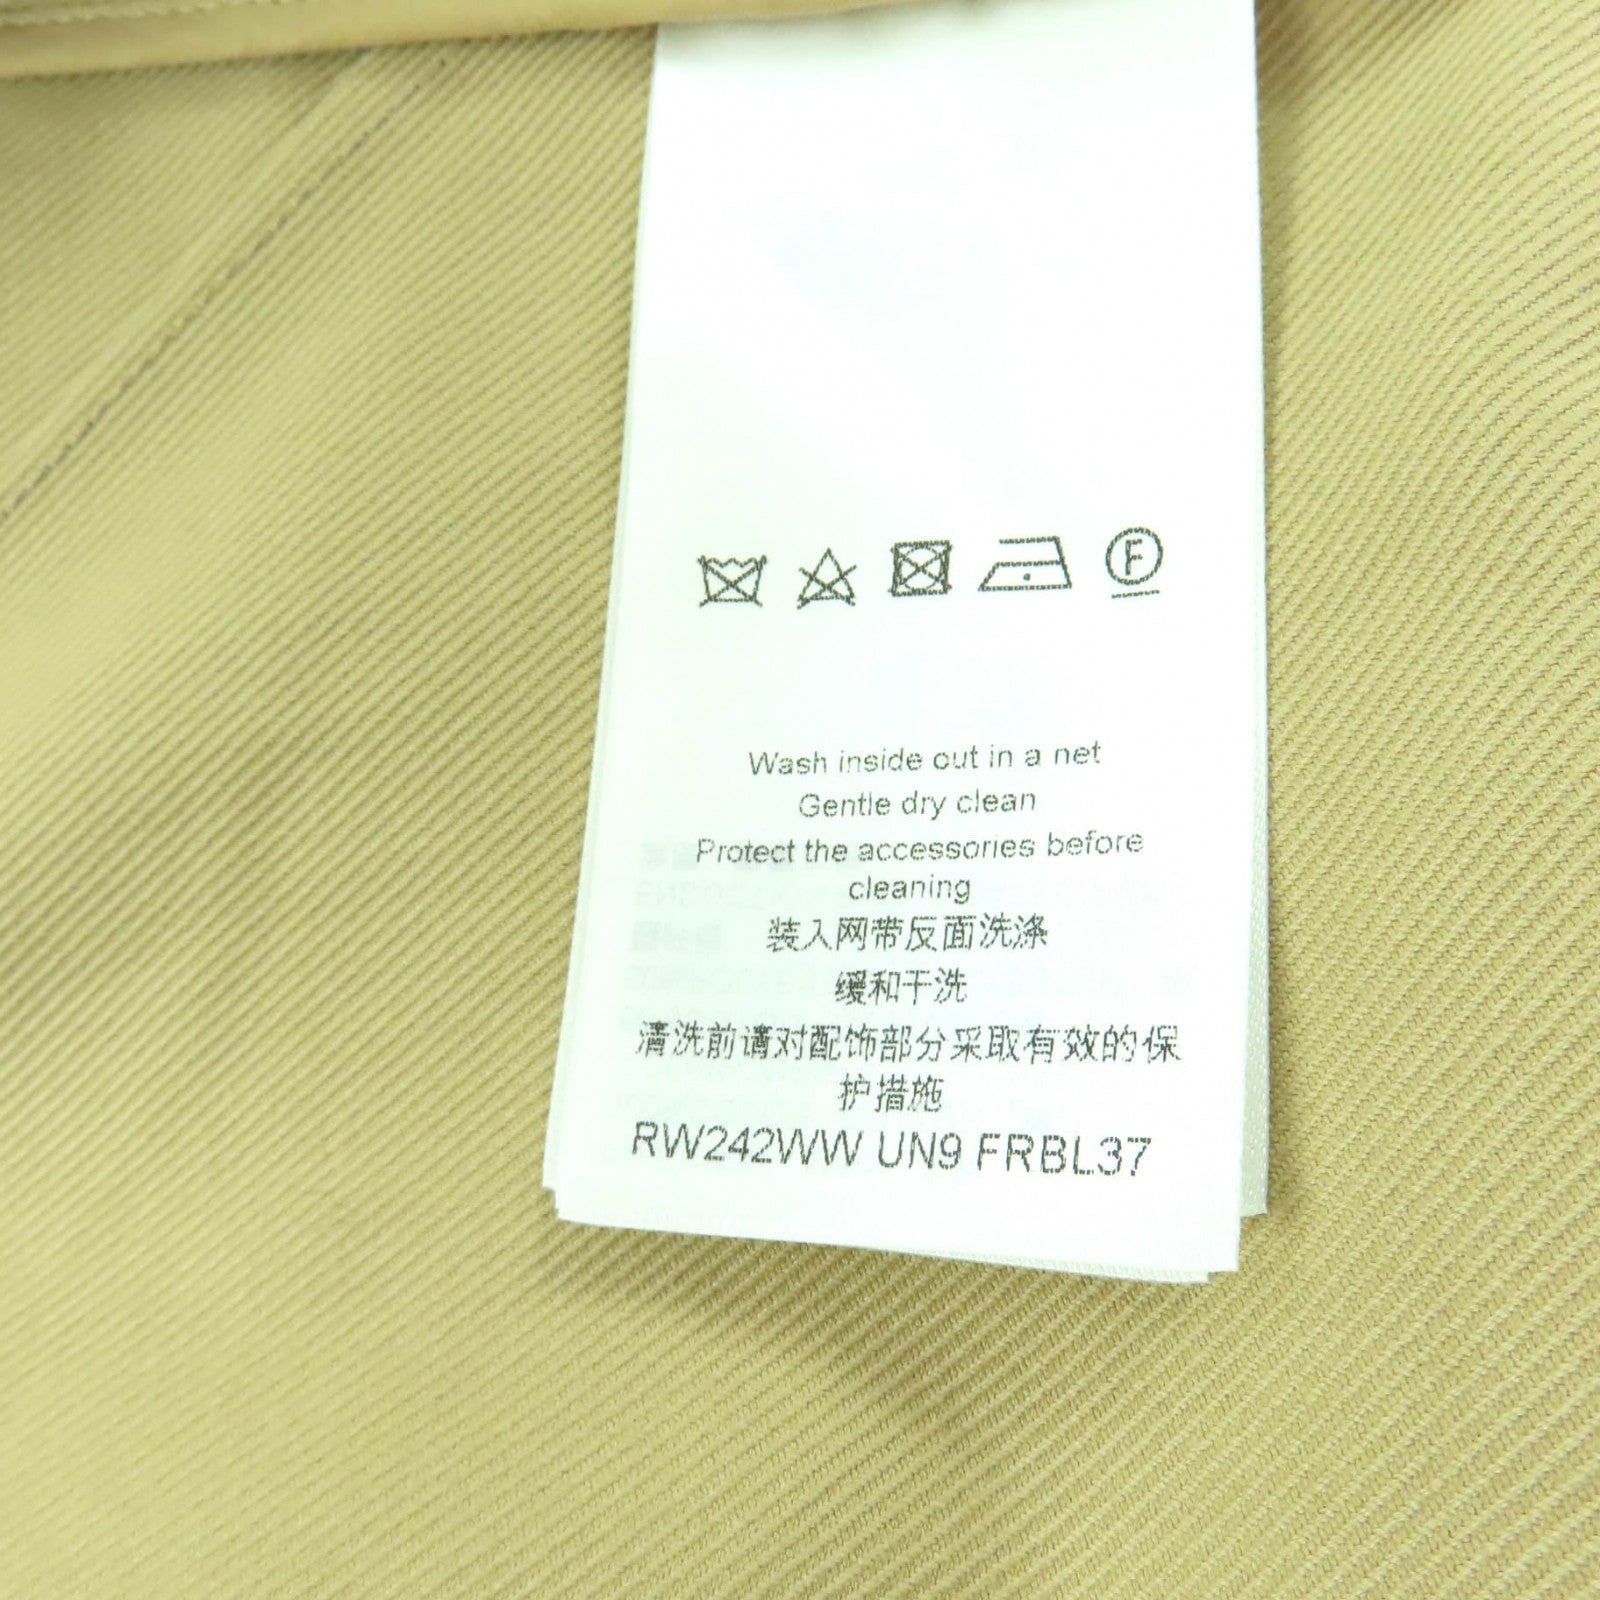 F
Wash inside out in a net
Gentle dry clean
Protect the accessories before
cleaning
装入网带反面洗涤
缓和干洗
清洗前请对配饰部分采取有效的保
护措施
RW242WW UN9 FRBL37